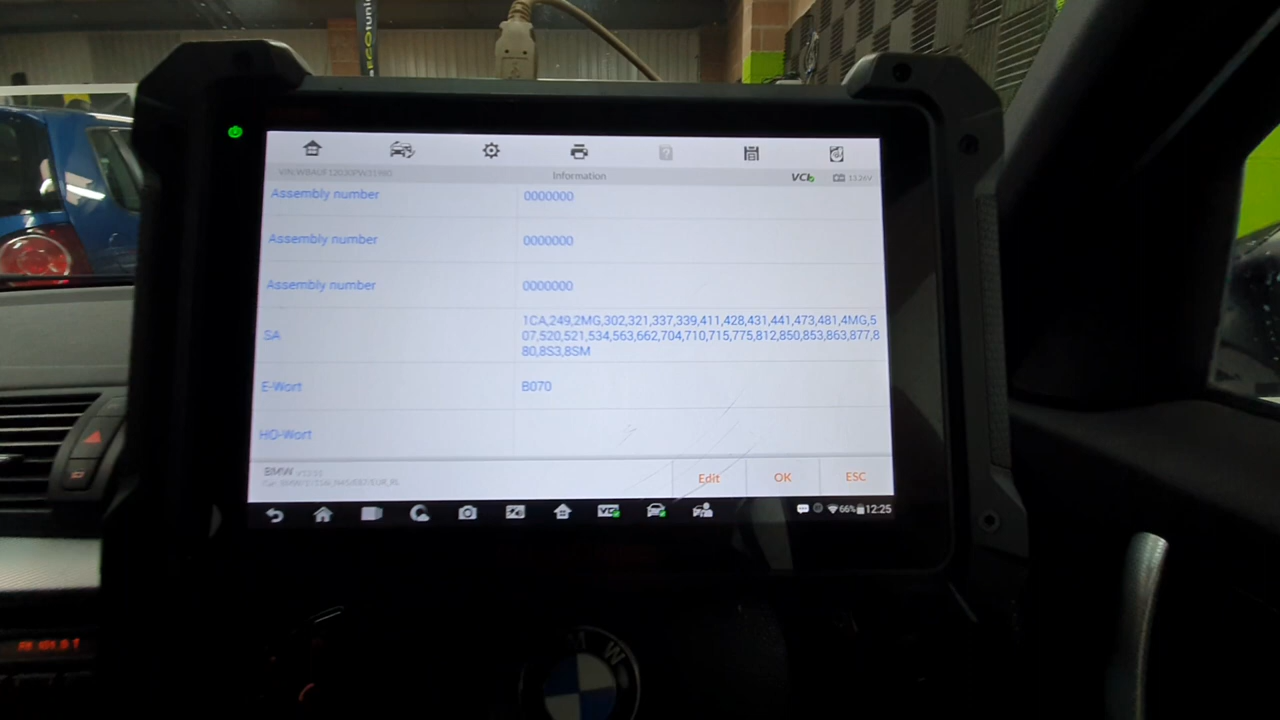 Information
VCI
Assembly number 0000000
Assembly number 0000000
Assembly number 0000000
SA 1CA,249,2MG,302,321,337,339,411,428,431,441,473,481,4MG,5
07,520,521,534,563,662,704,710,715,775,812,850,853,863,877,8
80,8S3,8SM
E-Wort B070
HO-Wort
BMW
Edit OK ESC
66% 12:25
M W